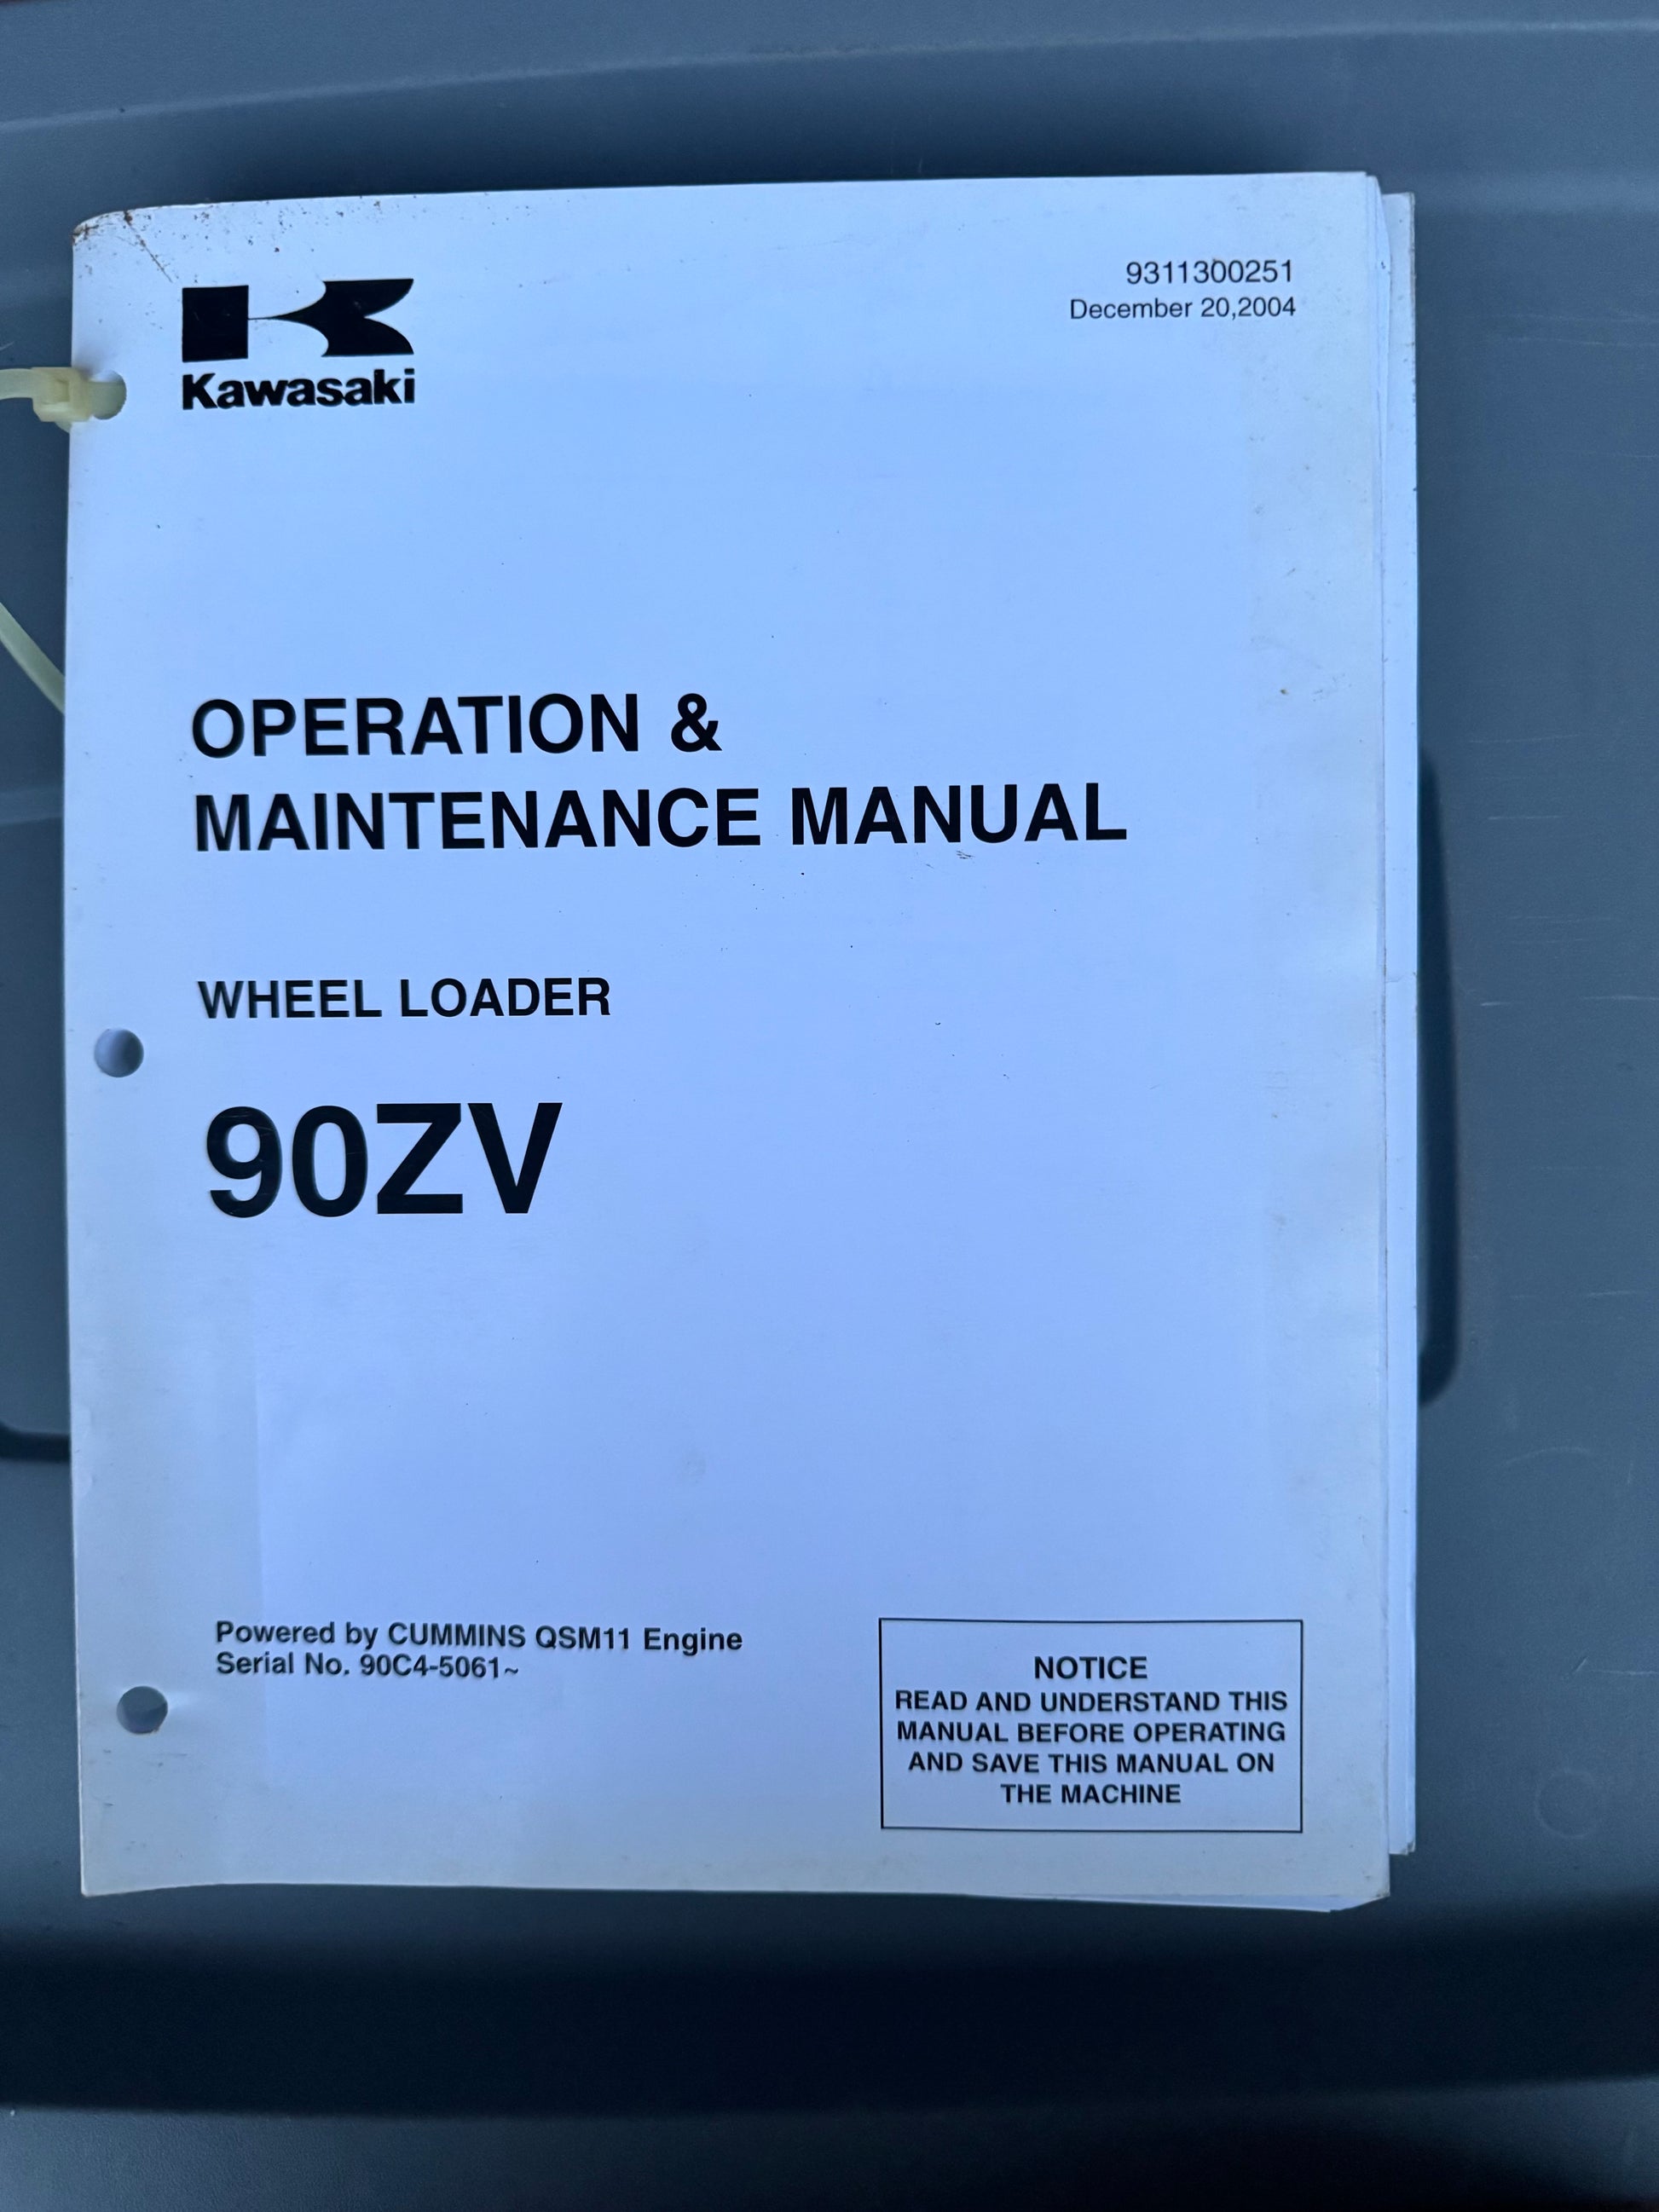 Kawasaki
9311300251
December 20,2004
OPERATION &
MAINTENANCE MANUAL
WHEEL LOADER
90ZV
Powered by CUMMINS QSM11 Engine
Serial No. 90C4-5061~
NOTICE
READ AND UNDERSTAND THIS
MANUAL BEFORE OPERATING
AND SAVE THIS MANUAL ON
THE MACHINE